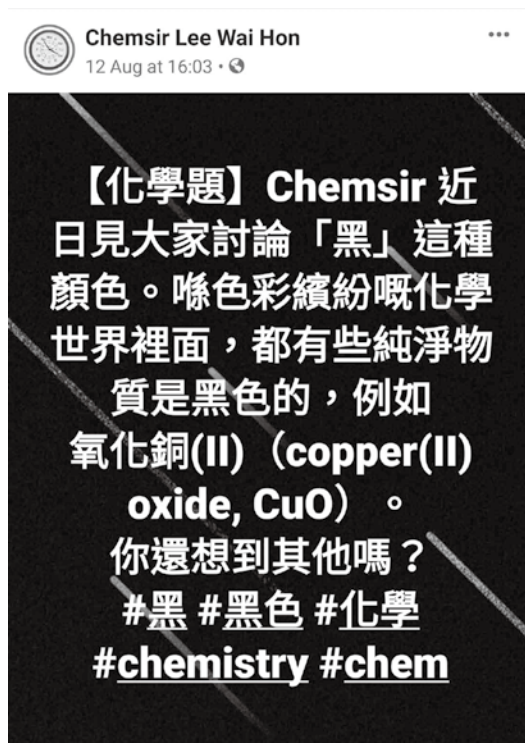 Chemsir Lee Wai Hon
12 Aug at 16:03
【化學題】Chemsir 近
日見大家討論「黑」這種
顏色。喺色彩繽紛嘅化學
世界裡面，都有些純淨物
質是黑色的，例如
氧化銅(II)（copper(II)
oxide, CuO）。
你還想到其他嗎？
#黑 #黑色 #化學
#chemistry #chem